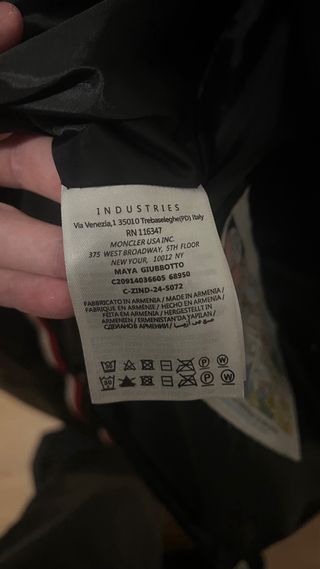 INDUSTRIES
Via Venezia,1 35010 Trebaseleghe(PD) Italy
RN 116347
MONCLER USA INC.
375 WEST BROADWAY, 5TH FLOOR
NEW YOUR, 10012 NY
MAYA GIUBBOTTO
C20914036605 68950
C-ZIND-24-5072
FABBRICATO IN ARMENIA / MADE IN ARMENIA/
FABRIQUE EN ARMENIE / HECHO EN ARMENIA/
FEITA EM ARMENIA / HERGESTELLT IN
ARMENIEN / ERMENISTAN'DA YAPILAN/
СДЕЛАНО В АРМЕНИИ /
P W
P W